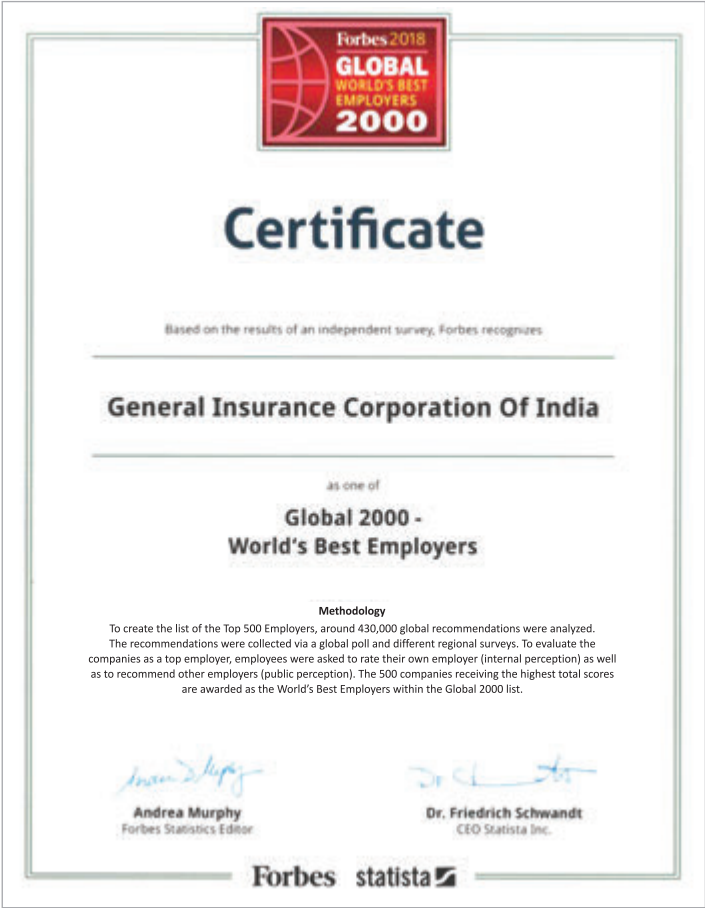 Forbes 2018
GLOBAL
WORLD'S BEST
EMPLOYERS
2000
Certificate
Based on the results of an independent survey, Forbes recognizes
General Insurance Corporation Of India
as one of
Global 2000 -
World's Best Employers
Methodology
To create the list of the Top 500 Employers, around 430,000 global recommendations were analyzed.
The recommendations were collected via a global poll and different regional surveys. To evaluate the
companies as a top employer, employees were asked to rate their own employer (internal perception) as well
as to recommend other employers (public perception). The 500 companies receiving the highest total scores
are awarded as the World's Best Employers within the Global 2000 list.
Andrea Murphy
Forbes Statistics Editor
Dr. Friedrich Schwandt
CEO Statista Inc.
Forbes statista